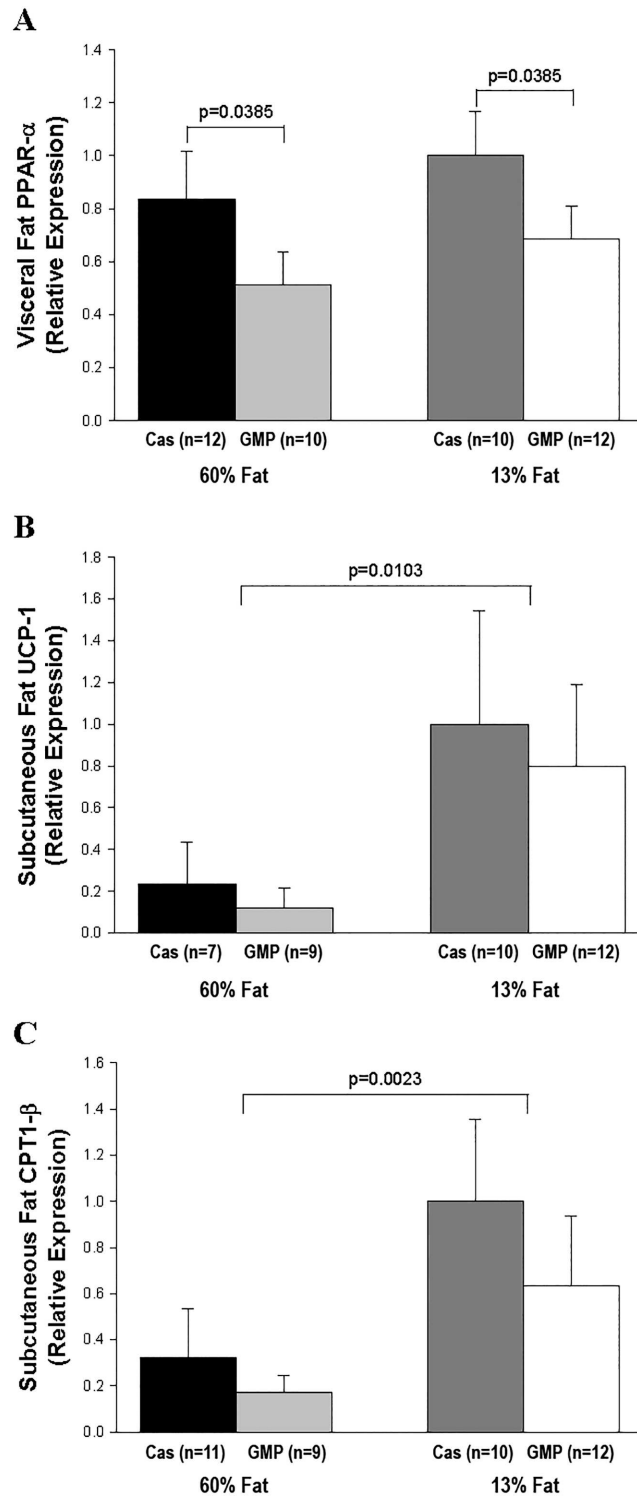 A
Visceral Fat PPAR-α
(Relative Expression)
1.4
1.2
1.0
0.8
0.6
0.4
0.2
0.0
p=0.0385
p=0.0385
Cas (n=12) GMP (n=10)
Cas (n=10) GMP (n=12)
60% Fat
13% Fat
B
Subcutaneous Fat UCP-1
(Relative Expression)
1.8
1.6
1.4
1.2
1.0
0.8
0.6
0.4
0.2
0.0
p=0.0103
Cas (n=7) GMP (n=9)
Cas (n=10) GMP (n=12)
60% Fat
13% Fat
C
Subcutaneous Fat CPT1-β
(Relative Expression)
1.6
1.4
1.2
1.0
0.8
0.6
0.4
0.2
0.0
p=0.0023
Cas (n=11) GMP (n=9)
Cas (n=10) GMP (n=12)
60% Fat
13% Fat